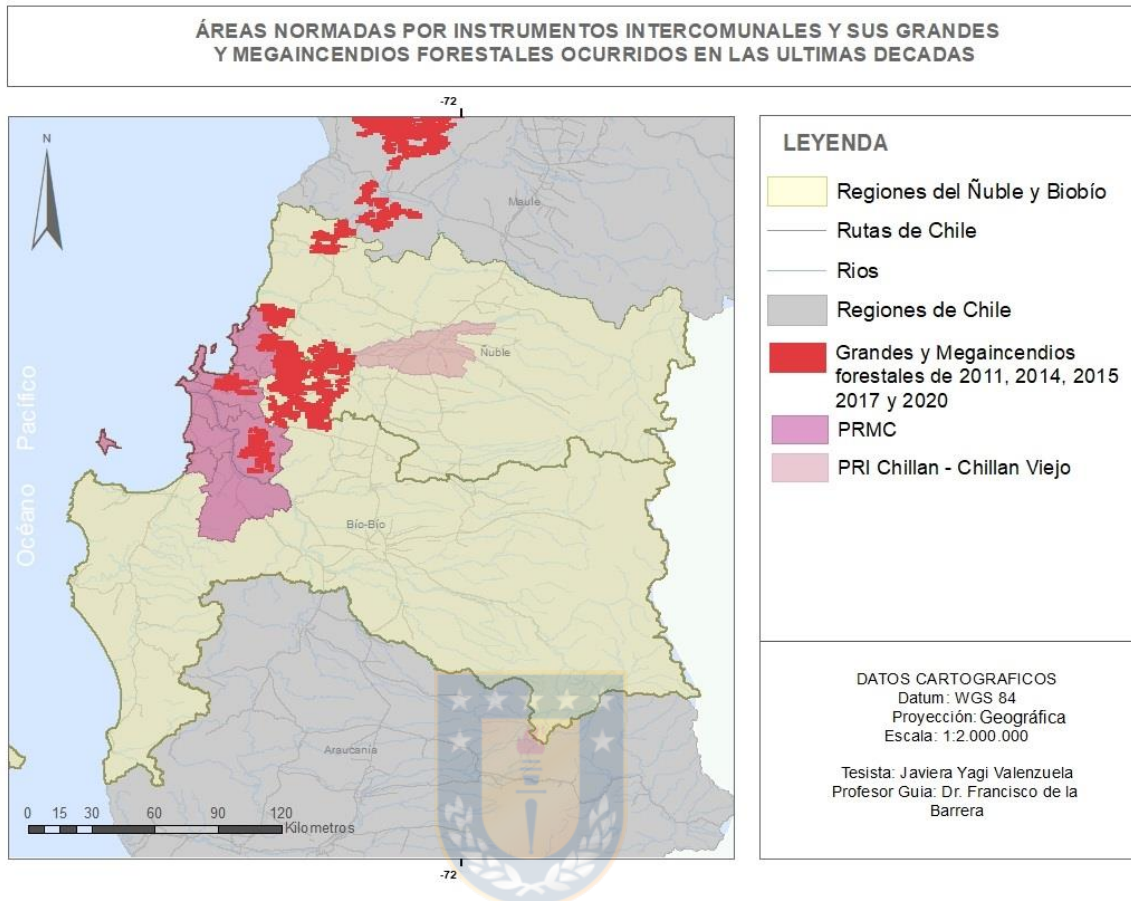 ÁREAS NORMADAS POR INSTRUMENTOS INTERCOMUNALES Y SUS GRANDES
Y MEGAINCENDIOS FORESTALES OCURRIDOS EN LAS ULTIMAS DECADAS
-72
N
Maule
Ñuble
Océano Pacífico
Bío-Bío
Araucanía
0 15 30 60 90 120
Kilometros
-72
LEYENDA
Regiones del Ñuble y Biobío
Rutas de Chile
Rios
Regiones de Chile
Grandes y Megaincendios
forestales de 2011, 2014, 2015
2017 y 2020
PRMC
PRI Chillan - Chillan Viejo
DATOS CARTOGRAFICOS
Datum: WGS 84
Proyección: Geográfica
Escala: 1:2.000.000
Tesista: Javiera Yagi Valenzuela
Profesor Guia: Dr. Francisco de la
Barrera